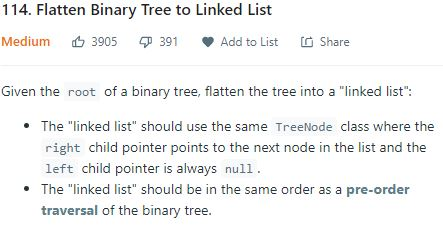 114. Flatten Binary Tree to Linked List
Medium 3905 391 Add to List Share
Given the root of a binary tree, flatten the tree into a "linked list":
• The "linked list" should use the same TreeNode class where the
right child pointer points to the next node in the list and the
left child pointer is always null .
• The "linked list" should be in the same order as a pre-order
traversal of the binary tree.